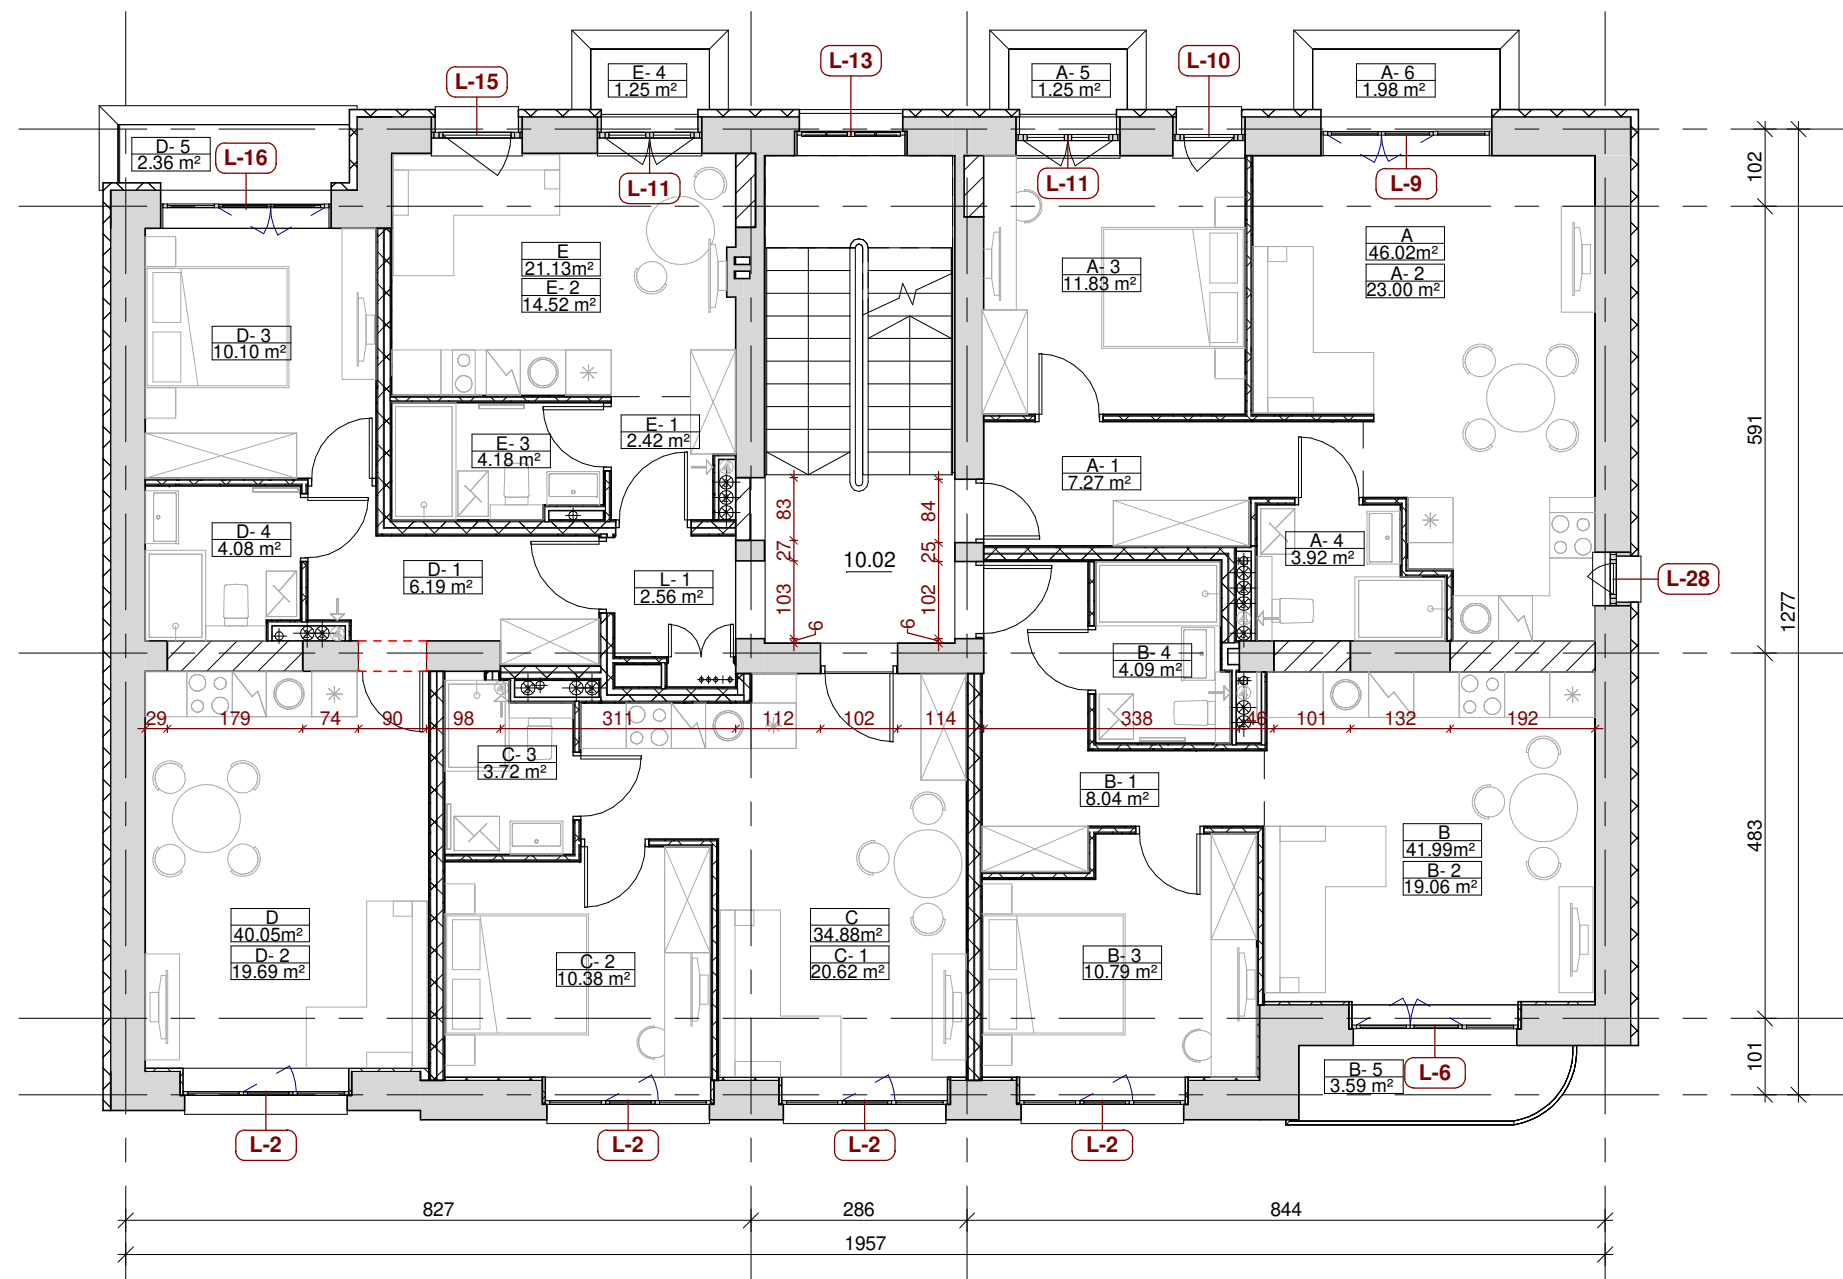 L-13
L-10
L-15
E- 4
1.25 m²
A- 5
1.25 m²
A- 6
1.98 m²
D- 5
2.36 m²
L-16
L-11
L-11
L-9
102
E
21.13m²
E- 2
14.52 m²
A
46.02m²
A- 2
23.00 m²
A- 3
11.83 m²
D- 3
10.10 m²
E- 1
2.42 m²
E- 3
4.18 m²
591
A- 1
7.27 m²
83
84
D- 4
4.08 m²
27
10.02
25
A- 4
3.92 m²
D- 1
6.19 m²
L- 1
2.56 m²
L-28
103
102
1277
6
6
B- 4
4.09 m²
29
179
74
90
98
311
112
102
114
338
46
101
132
192
C- 3
3.72 m²
B- 1
8.04 m²
B
41.99m²
B- 2
19.06 m²
483
D
40.05m²
D- 2
19.69 m²
C
34.88m²
C- 1
20.62 m²
C- 2
10.38 m²
B- 3
10.79 m²
101
B- 5
3.59 m²
L-6
L-2
L-2
L-2
L-2
827
286
844
1957